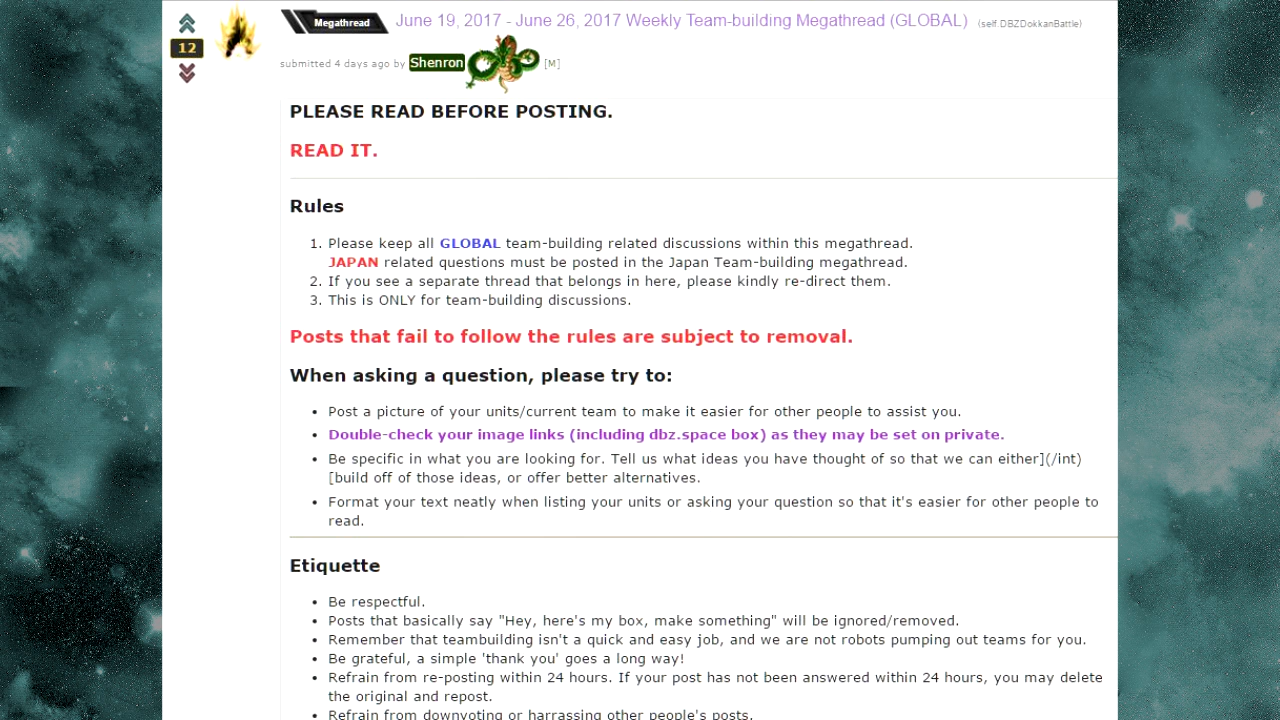 Megathread June 19, 2017 - June 26, 2017 Weekly Team-building Megathread (GLOBAL) (self.DBZDokkanBattle)
12
submitted 4 days ago by Shenron [M]
PLEASE READ BEFORE POSTING.
READ IT.
Rules
1. Please keep all GLOBAL team-building related discussions within this megathread.
JAPAN related questions must be posted in the Japan Team-building megathread.
2. If you see a separate thread that belongs in here, please kindly re-direct them.
3. This is ONLY for team-building discussions.
Posts that fail to follow the rules are subject to removal.
When asking a question, please try to:
• Post a picture of your units/current team to make it easier for other people to assist you.
• Double-check your image links (including dbz.space box) as they may be set on private.
• Be specific in what you are looking for. Tell us what ideas you have thought of so that we can either](/int)
[build off of those ideas, or offer better alternatives.
• Format your text neatly when listing your units or asking your question so that it's easier for other people to
read.
Etiquette
• Be respectful.
• Posts that basically say "Hey, here's my box, make something" will be ignored/removed.
• Remember that teambuilding isn't a quick and easy job, and we are not robots pumping out teams for you.
• Be grateful, a simple 'thank you' goes a long way!
• Refrain from re-posting within 24 hours. If your post has not been answered within 24 hours, you may delete
the original and repost.
• Refrain from downvoting or harrassing other people's posts.